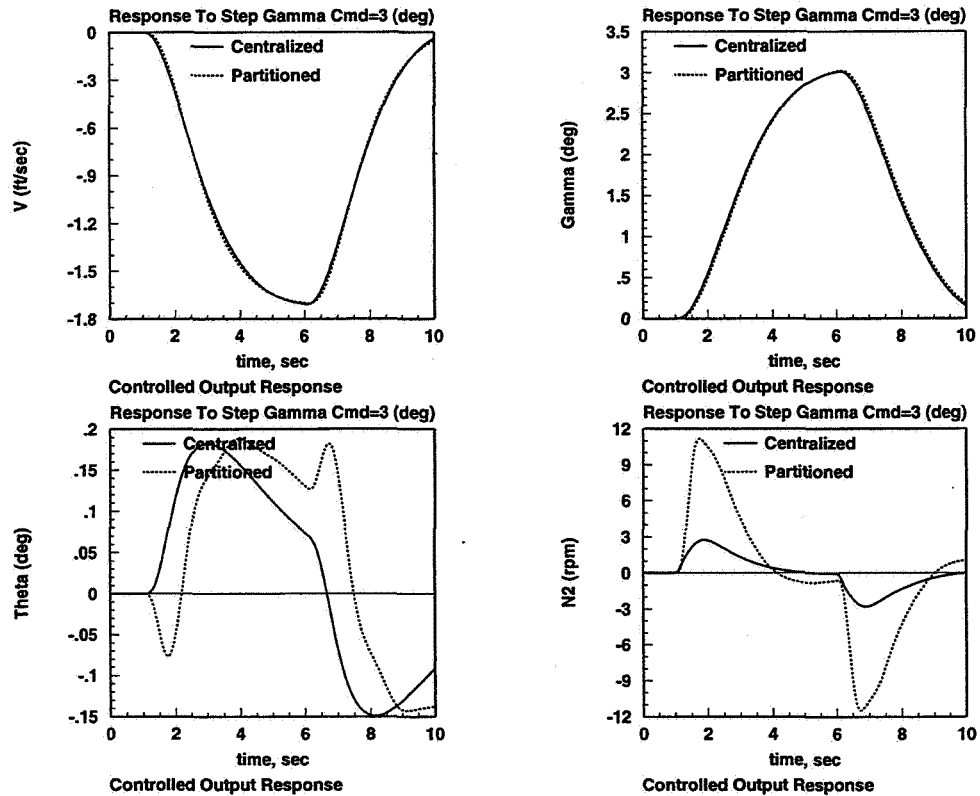 Response To Step Gamma Cmd=3 (deg)
0
-.3
-.6
-.9
-1.2
-1.5
-1.8
V (ft/sec)
Centralized
Partitioned
0 2 4 6 8 10
time, sec
Controlled Output Response
Response To Step Gamma Cmd=3 (deg)
3.5
3
2.5
2
1.5
1
.5
0
Gamma (deg)
Centralized
Partitioned
0 2 4 6 8 10
time, sec
Controlled Output Response
Response To Step Gamma Cmd=3 (deg)
.2
.15
.1
.05
0
-.05
-.1
-.15
Theta (deg)
Centralized
Partitioned
0 2 4 6 8 10
time, sec
Controlled Output Response
Response To Step Gamma Cmd=3 (deg)
12
9
6
3
0
-3
-6
-9
-12
N2 (rpm)
Centralized
Partitioned
0 2 4 6 8 10
time, sec
Controlled Output Response